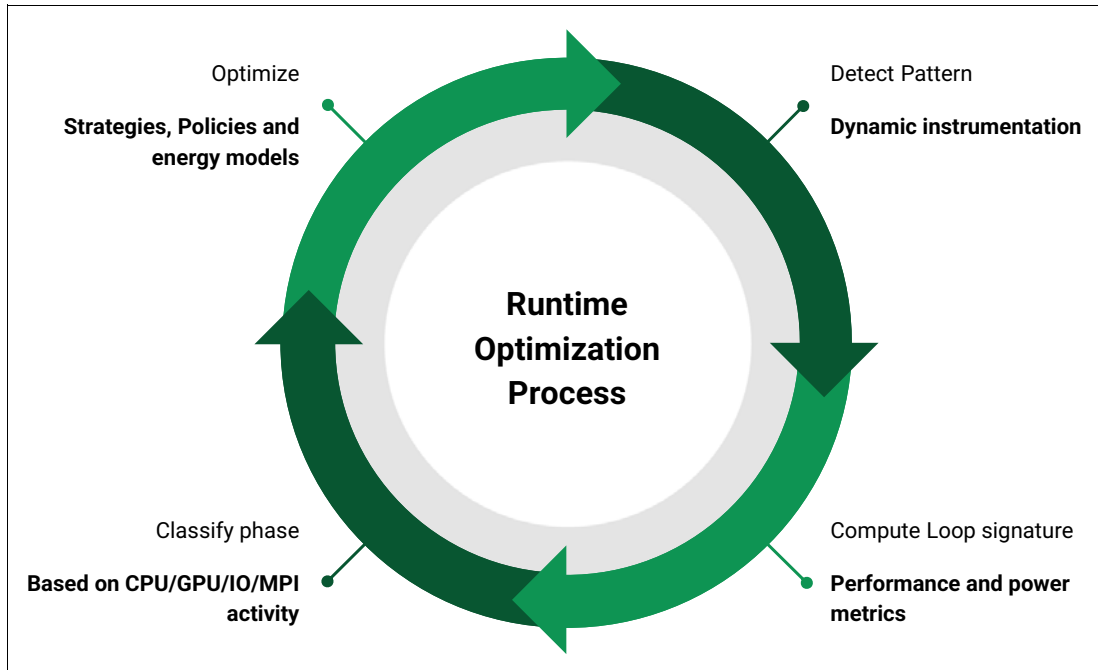 Optimize
Strategies, Policies and
energy models
Detect Pattern
Dynamic instrumentation
Runtime
Optimization
Process
Classify phase
Based on CPU/GPU/IO/MPI
activity
Compute Loop signature
Performance and power
metrics